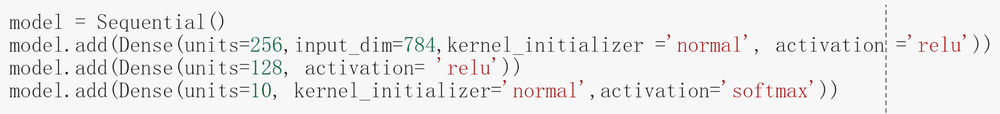 model = Sequential()
model.add(Dense(units=256,input_dim=784,kernel_initializer ='normal', activation ='relu'))
model.add(Dense(units=128, activation= 'relu'))
model.add(Dense(units=10, kernel_initializer='normal',activation='softmax'))